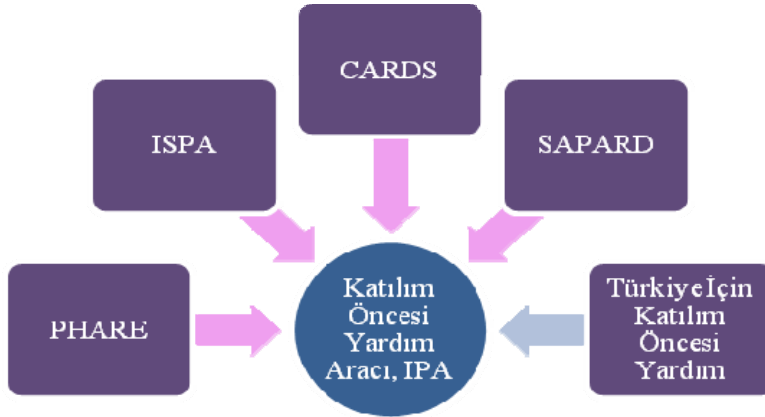 CARDS
ISPA
SAPARD
PHARE
Katılım
Öncesi
Yardım
Aracı, IPA
Türkiye İçin
Katılım
Öncesi
Yardım